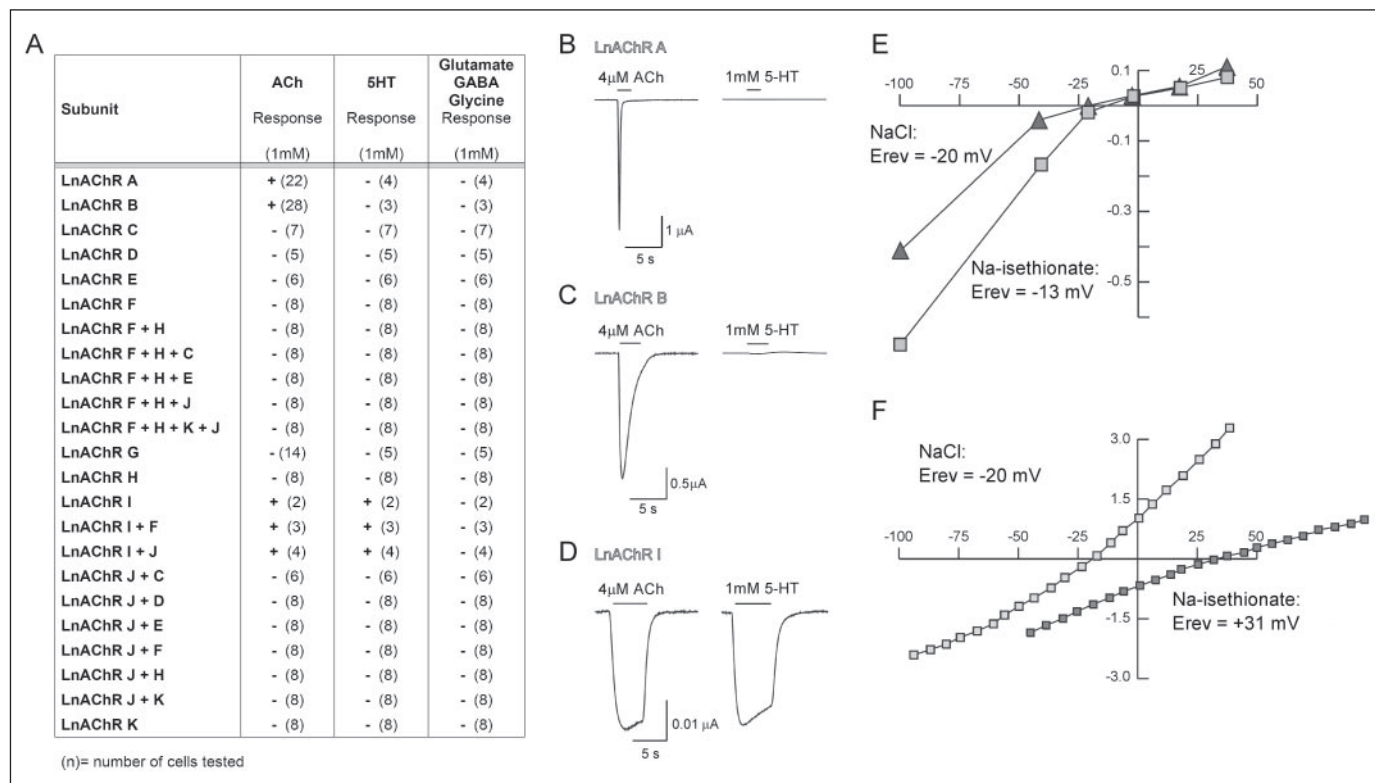 A
Subunit
ACh
Response
(1mM)
5HT
Response
(1mM)
Glutamate
GABA
Glycine
Response
(1mM)
LnAChR A + (22) - (4) - (4)
LnAChR B + (28) - (3) - (3)
LnAChR C - (7) - (7) - (7)
LnAChR D - (5) - (5) - (5)
LnAChR E - (6) - (6) - (6)
LnAChR F - (8) - (8) - (8)
LnAChR F + H - (8) - (8) - (8)
LnAChR F + H + C - (8) - (8) - (8)
LnAChR F + H + E - (8) - (8) - (8)
LnAChR F + H + J - (8) - (8) - (8)
LnAChR F + H + K + J - (8) - (8) - (8)
LnAChR G - (14) - (5) - (5)
LnAChR H - (8) - (8) - (8)
LnAChR I + (2) + (2) - (2)
LnAChR I + F + (3) + (3) - (3)
LnAChR I + J + (4) + (4) - (4)
LnAChR J + C - (6) - (6) - (6)
LnAChR J + D - (8) - (8) - (8)
LnAChR J + E - (8) - (8) - (8)
LnAChR J + F - (8) - (8) - (8)
LnAChR J + H - (8) - (8) - (8)
LnAChR J + K - (8) - (8) - (8)
LnAChR K - (8) - (8) - (8)
(n)= number of cells tested
B LnAChR A
4μM ACh 1mM 5-HT
1 μA
5 s
C LnAChR B
4μM ACh 1mM 5-HT
0.5μA
5 s
D LnAChR I
4μM ACh 1mM 5-HT
0.01 μA
5 s
E
-100 -75 -50 -25 0.1 25 50
NaCl:
Erev = -20 mV
-0.1
-0.3
-0.5
Na-isethionate:
Erev = -13 mV
F
3.0
NaCl:
Erev = -20 mV
1.5
-100 -75 -50 -25 25 50
-1.5
-3.0
Na-isethionate:
Erev = +31 mV